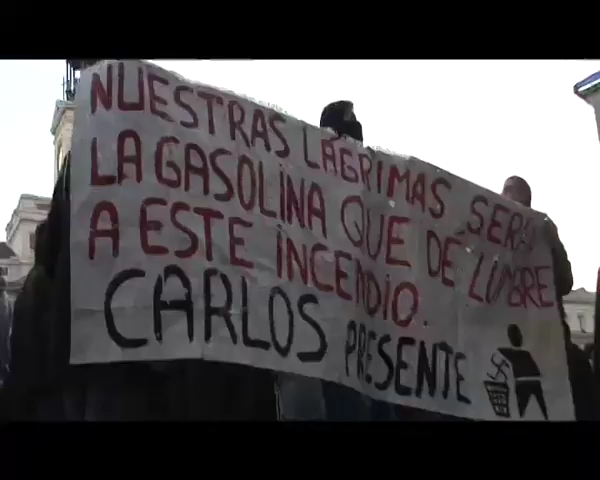 NUESTRAS LÁGRIMAS SERÁN
LA GASOLINA QUE DÉ LUMBRE
A ESTE INCENDIO.
CARLOS PRESENTE